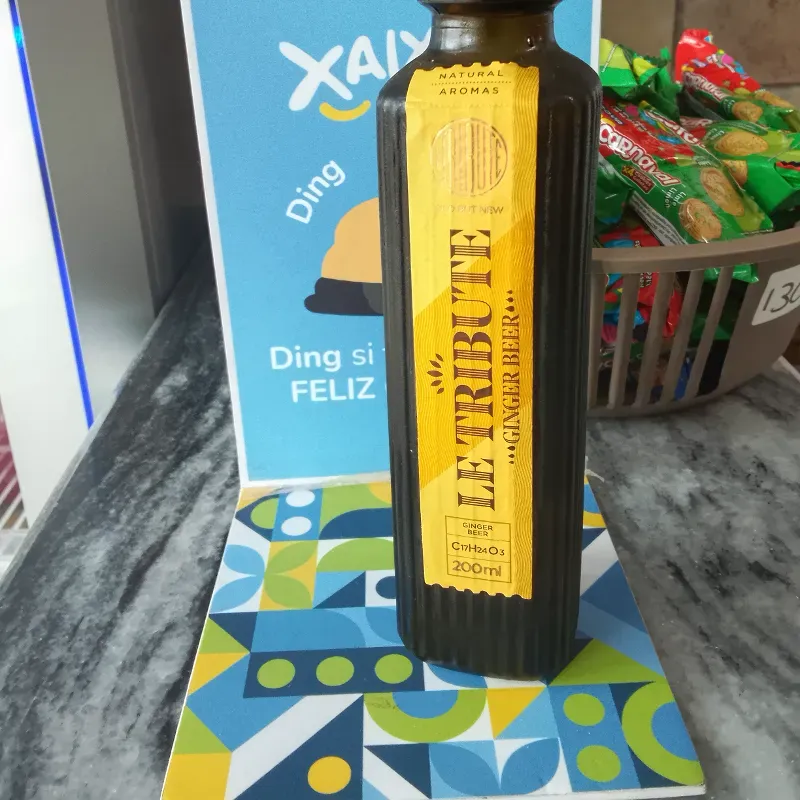 XAIX
Ding
Ding si
FELIZ
NATURAL
AROMAS
LE TRIBUTE
GINGER BEER
GINGER
BEER
C17H24O3
200ml
Carnaval
130